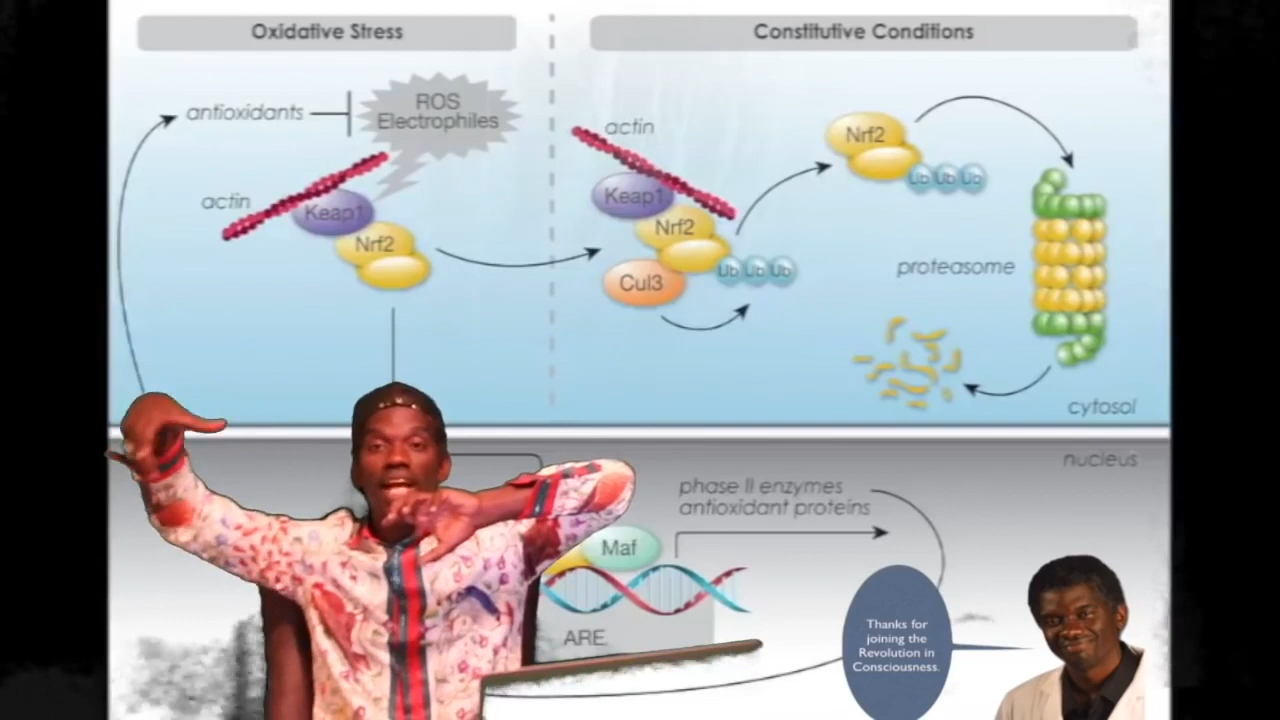 Oxidative Stress
Constitutive Conditions
antioxidants
ROS
Electrophiles
actin
Keap1
Nrf2
actin
Keap1
Nrf2
Cul3
Ub Ub Ub
Nrf2
Ub Ub Ub
proteasome
cytosol
nucleus
phase II enzymes
antioxidant proteins
Maf
ARE
Thanks for
joining the
Revolution in
Consciousness.